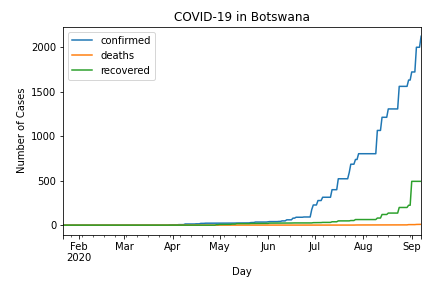 COVID-19 in Botswana
confirmed
deaths
recovered
Number of Cases
2000
1500
1000
500
0
Feb Mar Apr May Jun Jul Aug Sep
2020
Day